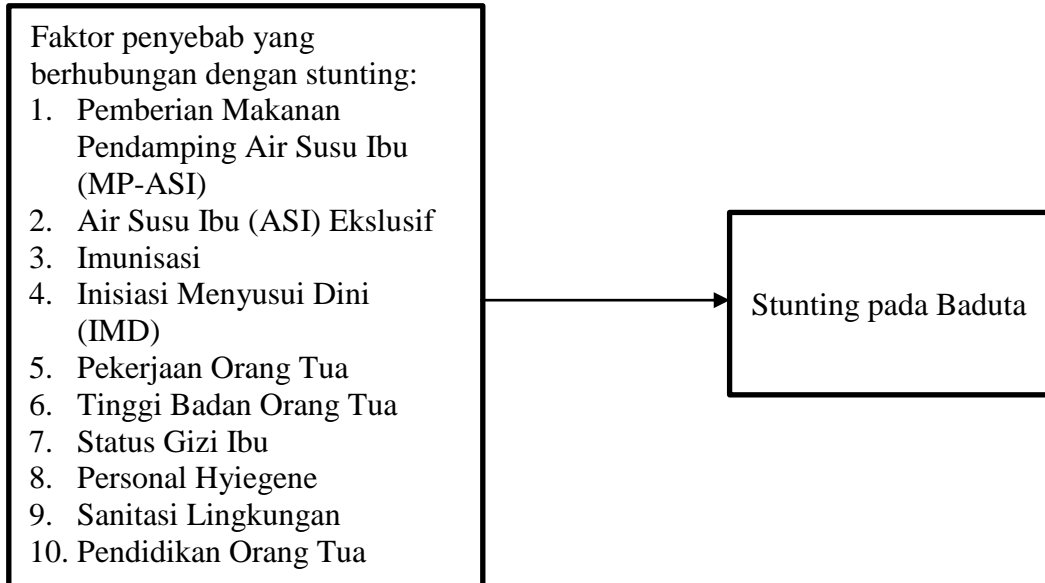 Faktor penyebab yang
berhubungan dengan stunting:
1. Pemberian Makanan
Pendamping Air Susu Ibu
(MP-ASI)
2. Air Susu Ibu (ASI) Ekslusif
3. Imunisasi
4. Inisiasi Menyusui Dini
(IMD)
5. Pekerjaan Orang Tua
6. Tinggi Badan Orang Tua
7. Status Gizi Ibu
8. Personal Hyiegene
9. Sanitasi Lingkungan
10. Pendidikan Orang Tua
Stunting pada Baduta